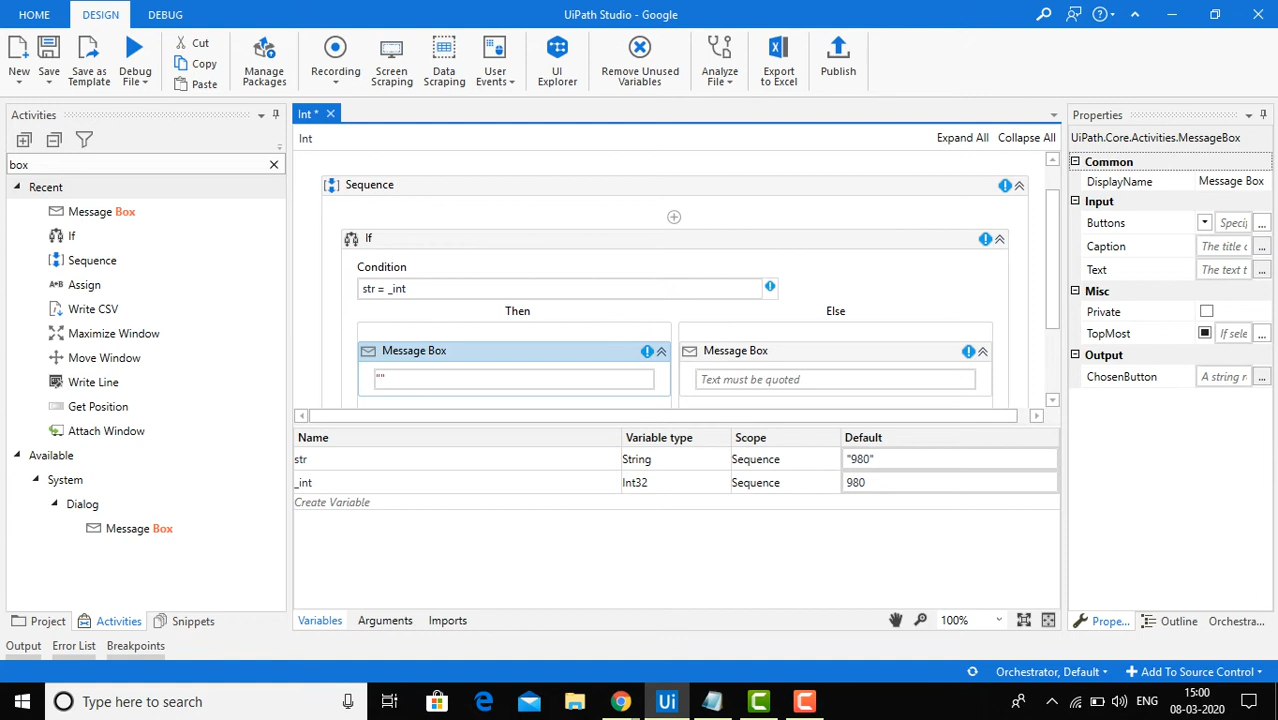 HOME DESIGN DEBUG UiPath Studio - Google
New Save Save as Template Debug File Cut Copy Paste Manage Packages Recording Screen Scraping Data Scraping User Events UI Explorer Remove Unused Variables Analyze File Export to Excel Publish
Activities
box
Recent
Message Box
If
Sequence
A+B Assign
Write CSV
Maximize Window
Move Window
Write Line
Get Position
Attach Window
Available
System
Dialog
Message Box
Project Activities Snippets
Int *
Int Expand All Collapse All
Sequence
If
Condition
str = _int
Then Else
Message Box Message Box
"" Text must be quoted
Name Variable type Scope Default
str String Sequence "980"
_int Int32 Sequence 980
Create Variable
Variables Arguments Imports 100%
Properties
UiPath.Core.Activities.MessageBox
Common
DisplayName Message Box
Input
Buttons Specij ...
Caption The title c ...
Text The text t ...
Misc
Private
TopMost If sele ...
Output
ChosenButton A string r ...
Prope... Outline Orchestra...
Output Error List Breakpoints
Orchestrator, Default Add To Source Control
Type here to search Ui ENG 15:00
08-03-2020